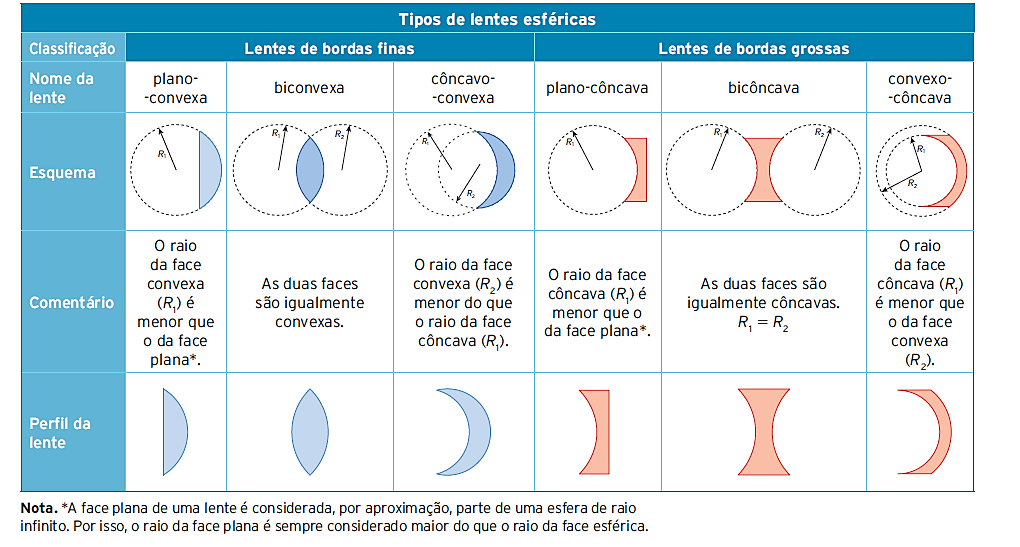 Tipos de lentes esféricas
Classificação
Lentes de bordas finas
Lentes de bordas grossas
Nome da
lente
plano-
-convexa
biconvexa
côncavo-
-convexa
plano-côncava
bicôncava
convexo-
-côncava
Esquema
R1
R1
R2
R1
R2
R1
R1
R2
R1
R2
Comentário
O raio
da face
convexa
(R1) é
menor que
o da face
plana*.
As duas faces
são igualmente
convexas.
O raio da face
convexa (R2) é
menor do que
o raio da face
côncava (R1).
O raio da face
côncava (R1) é
menor que o
da face plana*.
As duas faces são
igualmente côncavas.
R1 = R2
O raio
da face
côncava (R1)
é menor que
o da face
convexa
(R2).
Perfil da
lente
Nota. *A face plana de uma lente é considerada, por aproximação, parte de uma esfera de raio
infinito. Por isso, o raio da face plana é sempre considerado maior do que o raio da face esférica.